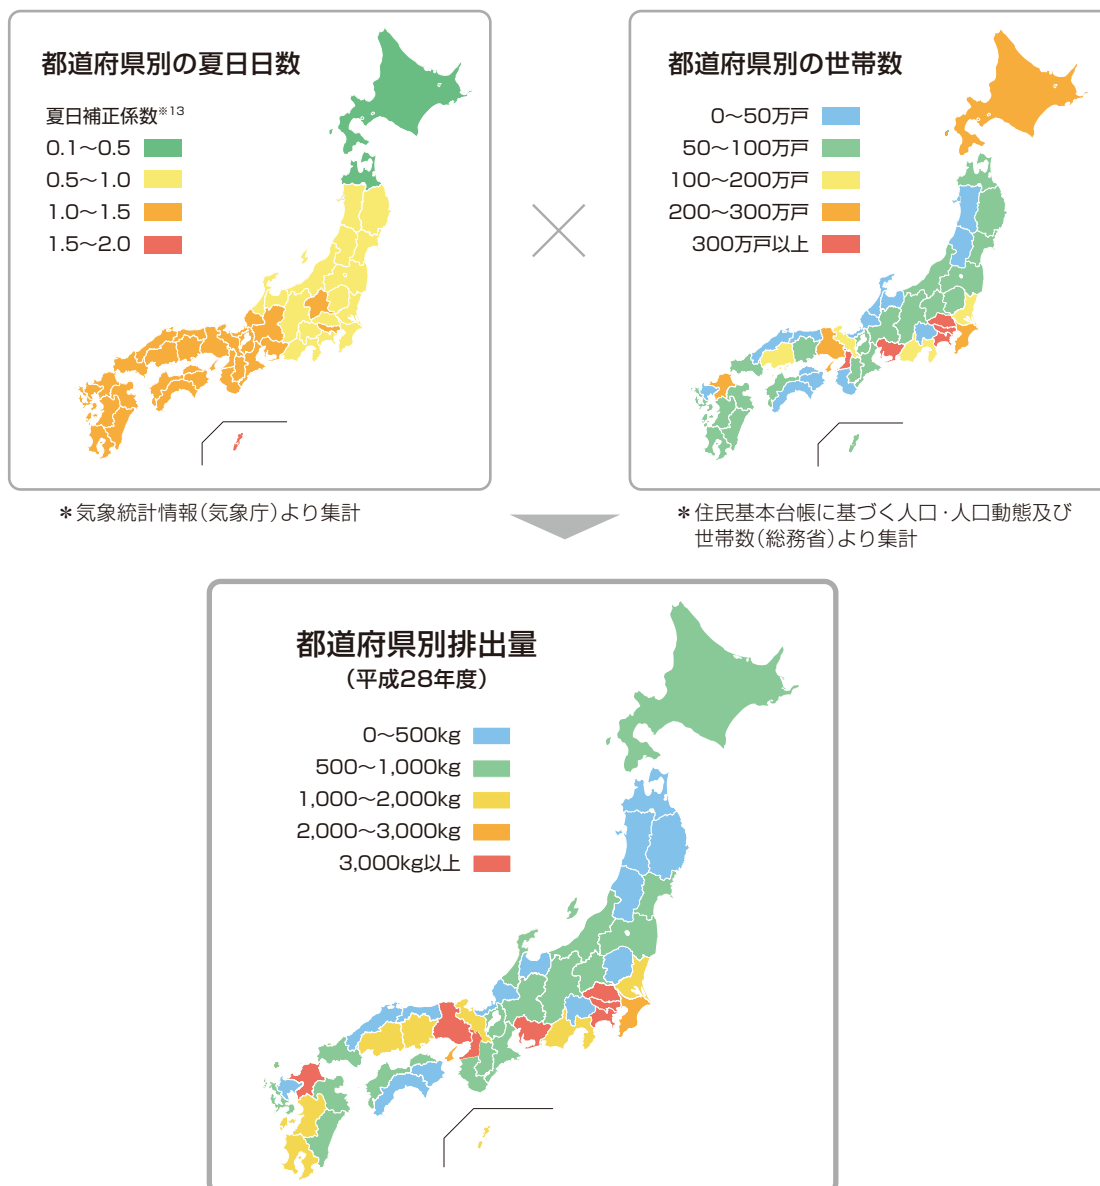 都道府県別の夏日日数
夏日補正係数※13
0.1〜0.5
0.5〜1.0
1.0〜1.5
1.5〜2.0
＊気象統計情報（気象庁）より集計
都道府県別の世帯数
0〜50万戸
50〜100万戸
100〜200万戸
200〜300万戸
300万戸以上
＊住民基本台帳に基づく人口・人口動態及び
世帯数（総務省）より集計
都道府県別排出量
（平成28年度）
0〜500kg
500〜1,000kg
1,000〜2,000kg
2,000〜3,000kg
3,000kg以上